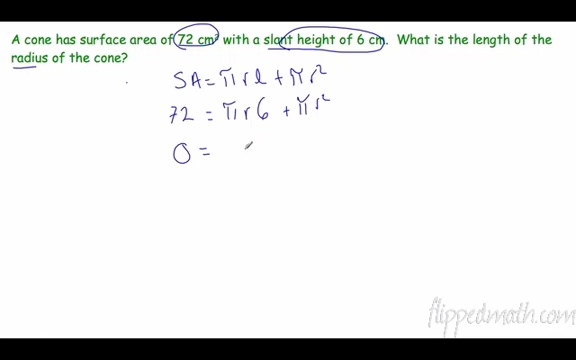 A cone has surface area of 72 cm² with a slant height of 6 cm. What is the length of the
radius of the cone?
SA = πrl + πr²
72 = πr6 + πr²
0 =
flippedmath.com